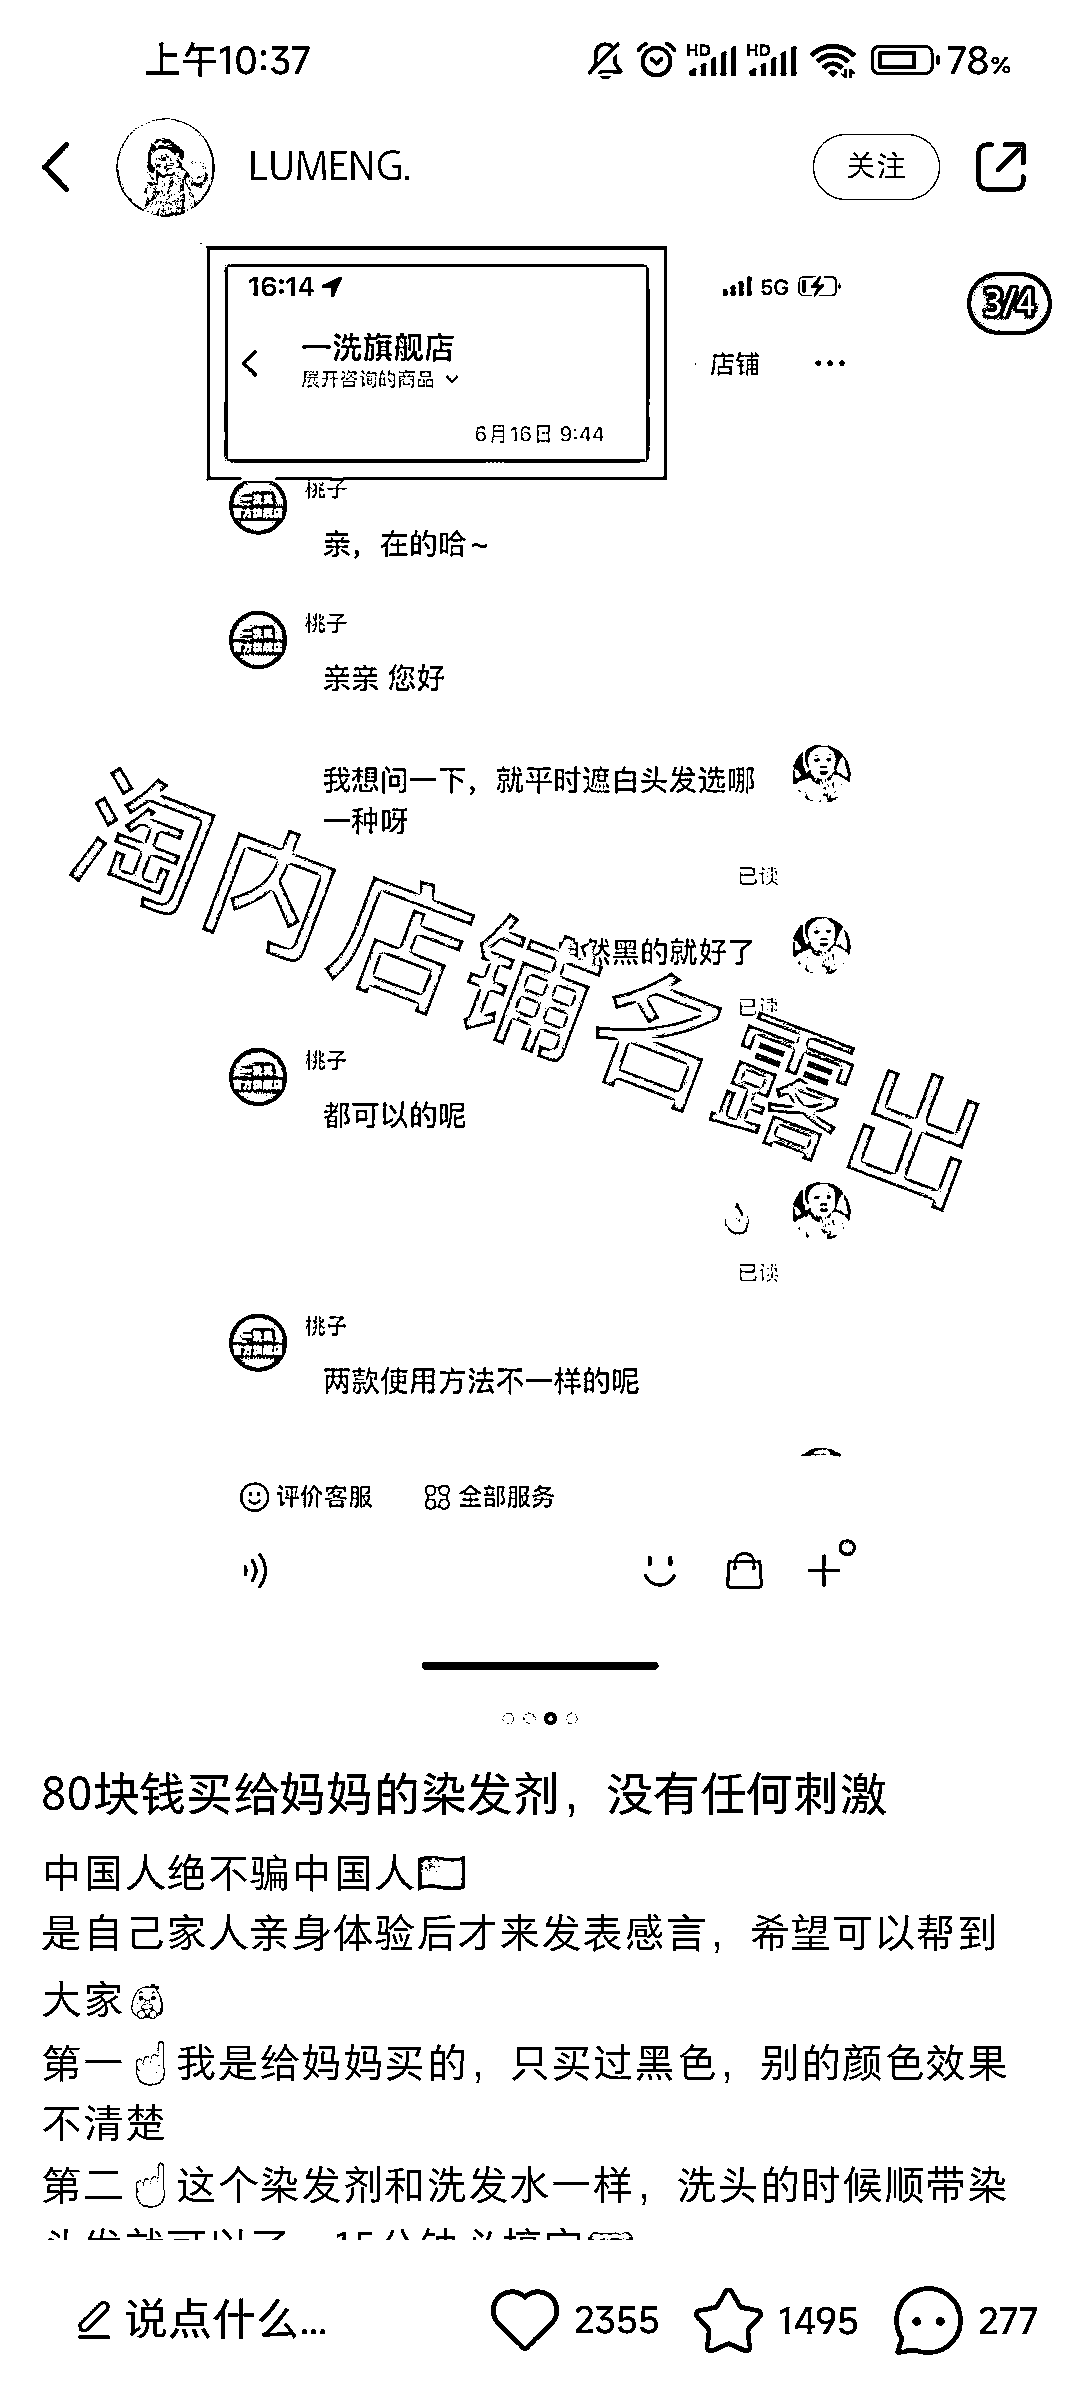 上午10:37
HD HD 78%
LUMENG.
关注
16:14
5G
3/4
一洗旗舰店
展开咨询的商品
店铺
6月16日 9:44
桃子
亲，在的哈~
桃子
亲亲 您好
我想问一下，就平时遮白头发选哪
一种呀
已读
淘内店铺名露出
然黑的就好了
已读
桃子
都可以的呢
已读
桃子
两款使用方法不一样的呢
评价客服
全部服务
80块钱买给妈妈的染发剂，没有任何刺激
中国人绝不骗中国人🇨🇳
是自己家人亲身体验后才来发表感言，希望可以帮到
大家
第一☝我是给妈妈买的，只买过黑色，别的颜色效果
不清楚
第二☝这个染发剂和洗发水一样，洗头的时候顺带染
说点什么...
2355
1495
277